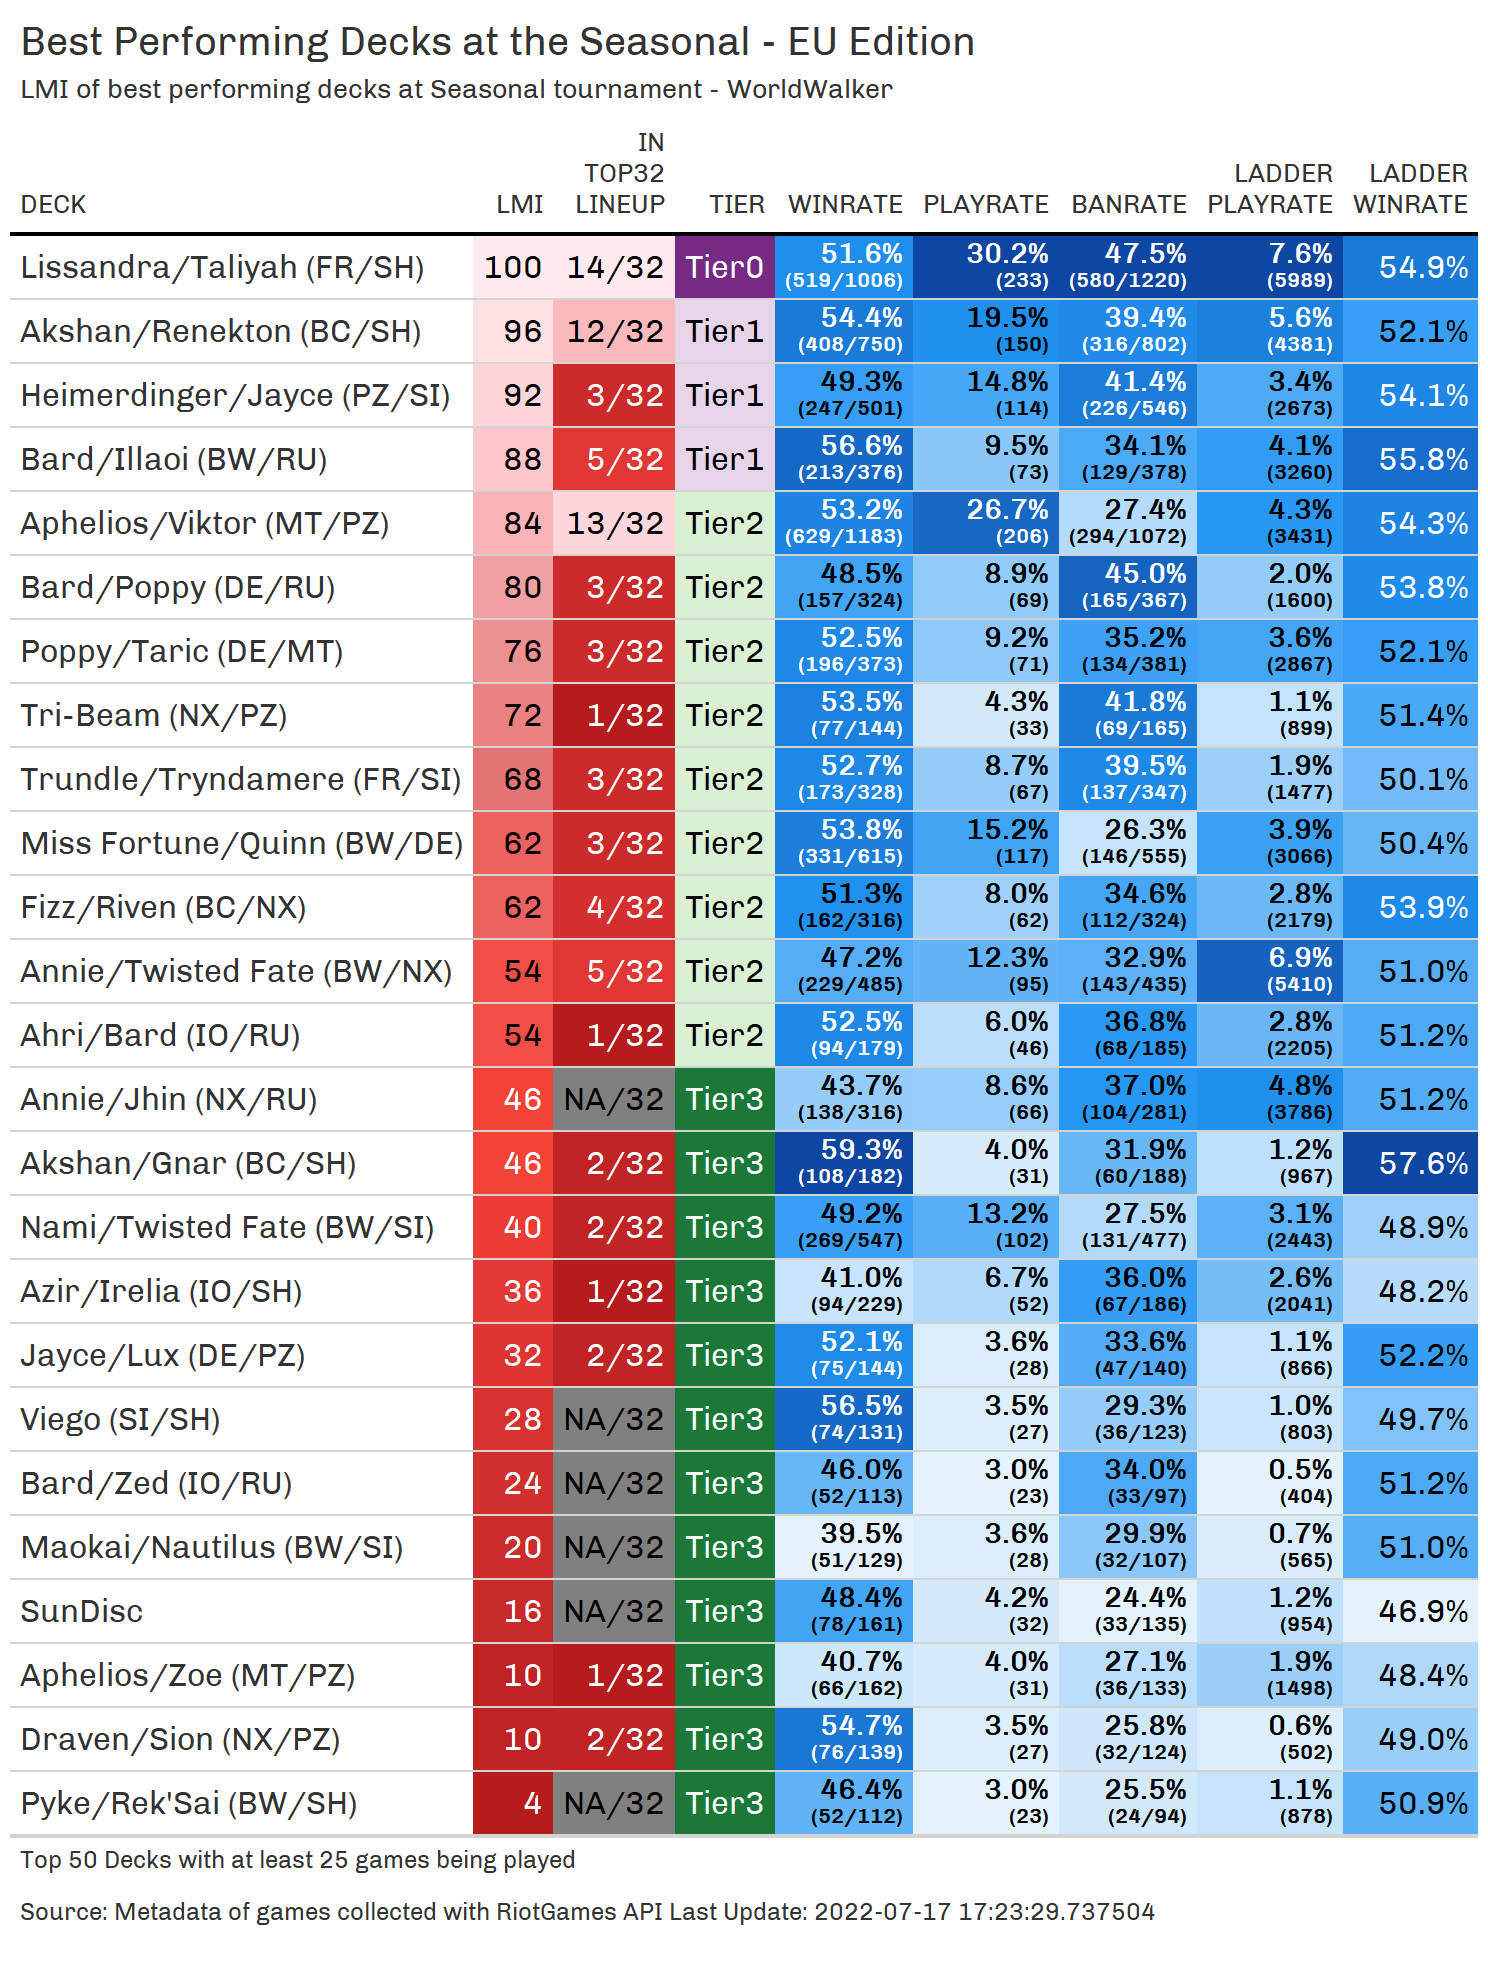 Best Performing Decks at the Seasonal - EU Edition
LMI of best performing decks at Seasonal tournament - WorldWalker
DECK LMI IN TOP32 LINEUP TIER WINRATE PLAYRATE BANRATE LADDER PLAYRATE LADDER WINRATE
Lissandra/Taliyah (FR/SH) 100 14/32 Tier0 51.6% (519/1006) 30.2% (233) 47.5% (580/1220) 7.6% (5989) 54.9%
Akshan/Renekton (BC/SH) 96 12/32 Tier1 54.4% (408/750) 19.5% (150) 39.4% (316/802) 5.6% (4381) 52.1%
Heimerdinger/Jayce (PZ/SI) 92 3/32 Tier1 49.3% (247/501) 14.8% (114) 41.4% (226/546) 3.4% (2673) 54.1%
Bard/Illaoi (BW/RU) 88 5/32 Tier1 56.6% (213/376) 9.5% (73) 34.1% (129/378) 4.1% (3260) 55.8%
Aphelios/Viktor (MT/PZ) 84 13/32 Tier2 53.2% (629/1183) 26.7% (206) 27.4% (294/1072) 4.3% (3431) 54.3%
Bard/Poppy (DE/RU) 80 3/32 Tier2 48.5% (157/324) 8.9% (69) 45.0% (165/367) 2.0% (1600) 53.8%
Poppy/Taric (DE/MT) 76 3/32 Tier2 52.5% (196/373) 9.2% (71) 35.2% (134/381) 3.6% (2867) 52.1%
Tri-Beam (NX/PZ) 72 1/32 Tier2 53.5% (77/144) 4.3% (33) 41.8% (69/165) 1.1% (899) 51.4%
Trundle/Tryndamere (FR/SI) 68 3/32 Tier2 52.7% (173/328) 8.7% (67) 39.5% (137/347) 1.9% (1477) 50.1%
Miss Fortune/Quinn (BW/DE) 62 3/32 Tier2 53.8% (331/615) 15.2% (117) 26.3% (146/555) 3.9% (3066) 50.4%
Fizz/Riven (BC/NX) 62 4/32 Tier2 51.3% (162/316) 8.0% (62) 34.6% (112/324) 2.8% (2179) 53.9%
Annie/Twisted Fate (BW/NX) 54 5/32 Tier2 47.2% (229/485) 12.3% (95) 32.9% (143/435) 6.9% (5410) 51.0%
Ahri/Bard (IO/RU) 54 1/32 Tier2 52.5% (94/179) 6.0% (46) 36.8% (68/185) 2.8% (2205) 51.2%
Annie/Jhin (NX/RU) 46 NA/32 Tier3 43.7% (138/316) 8.6% (66) 37.0% (104/281) 4.8% (3786) 51.2%
Akshan/Gnar (BC/SH) 46 2/32 Tier3 59.3% (108/182) 4.0% (31) 31.9% (60/188) 1.2% (967) 57.6%
Nami/Twisted Fate (BW/SI) 40 2/32 Tier3 49.2% (269/547) 13.2% (102) 27.5% (131/477) 3.1% (2443) 48.9%
Azir/Irelia (IO/SH) 36 1/32 Tier3 41.0% (94/229) 6.7% (52) 36.0% (67/186) 2.6% (2041) 48.2%
Jayce/Lux (DE/PZ) 32 2/32 Tier3 52.1% (75/144) 3.6% (28) 33.6% (47/140) 1.1% (866) 52.2%
Viego (SI/SH) 28 NA/32 Tier3 56.5% (74/131) 3.5% (27) 29.3% (36/123) 1.0% (803) 49.7%
Bard/Zed (IO/RU) 24 NA/32 Tier3 46.0% (52/113) 3.0% (23) 34.0% (33/97) 0.5% (404) 51.2%
Maokai/Nautilus (BW/SI) 20 NA/32 Tier3 39.5% (51/129) 3.6% (28) 29.9% (32/107) 0.7% (565) 51.0%
SunDisc 16 NA/32 Tier3 48.4% (78/161) 4.2% (32) 24.4% (33/135) 1.2% (954) 46.9%
Aphelios/Zoe (MT/PZ) 10 1/32 Tier3 40.7% (66/162) 4.0% (31) 27.1% (36/133) 1.9% (1498) 48.4%
Draven/Sion (NX/PZ) 10 2/32 Tier3 54.7% (76/139) 3.5% (27) 25.8% (32/124) 0.6% (502) 49.0%
Pyke/Rek'Sai (BW/SH) 4 NA/32 Tier3 46.4% (52/112) 3.0% (23) 25.5% (24/94) 1.1% (878) 50.9%
Top 50 Decks with at least 25 games being played
Source: Metadata of games collected with RiotGames API Last Update: 2022-07-17 17:23:29.737504